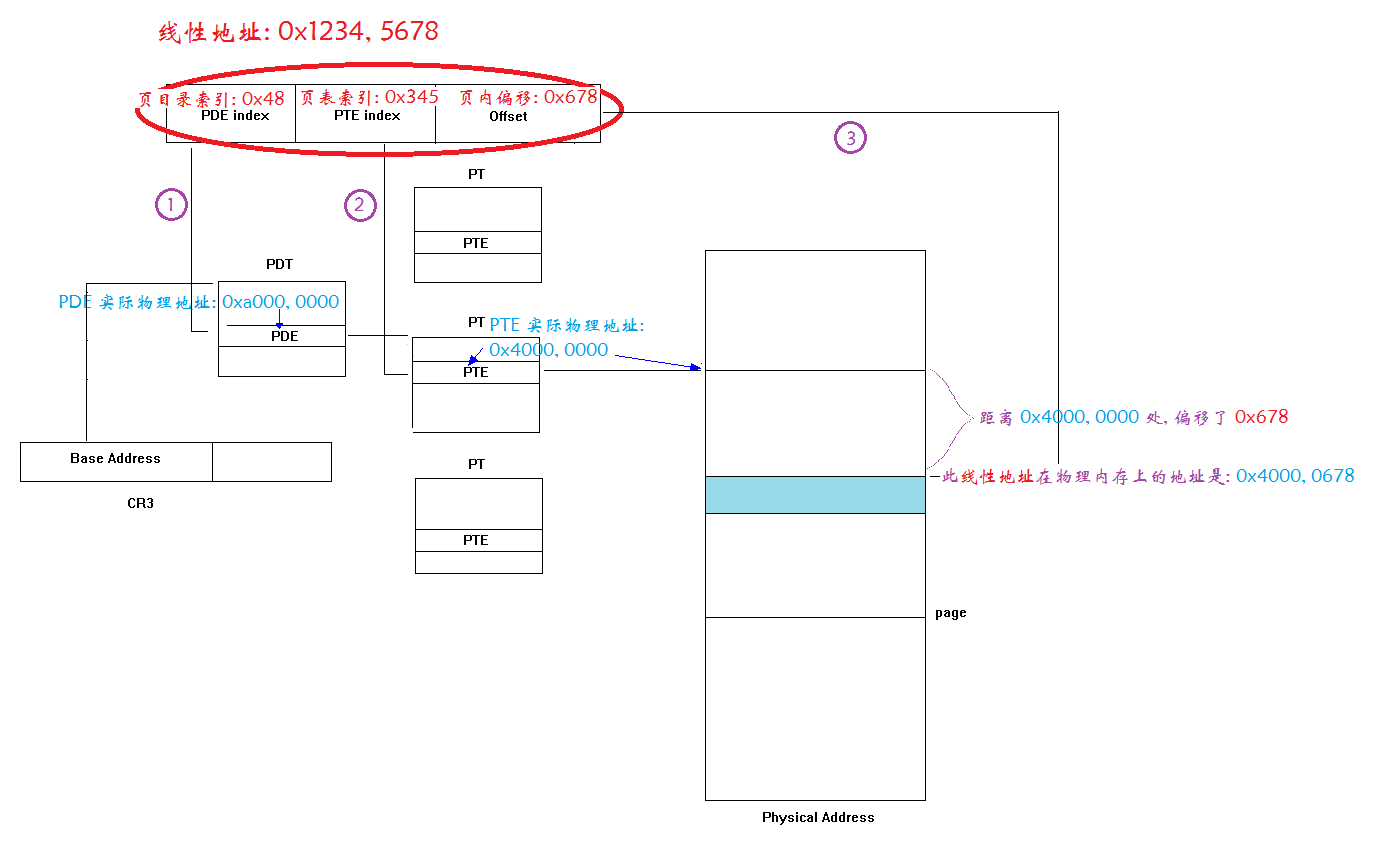 线性地址: 0x1234, 5678
页目录索引: 0x48
页表索引: 0x345
页内偏移: 0x678
PDE index
PTE index
Offset
1
2
3
PT
PTE
PDT
PDE 实际物理地址: 0xa000, 0000
PDE
PT
PTE 实际物理地址:
0x4000, 0000
PTE
距离 0x4000, 0000 处, 偏移了 0x678
Base Address
CR3
PT
PTE
此线性地址在物理内存上的地址是: 0x4000, 0678
page
Physical Address